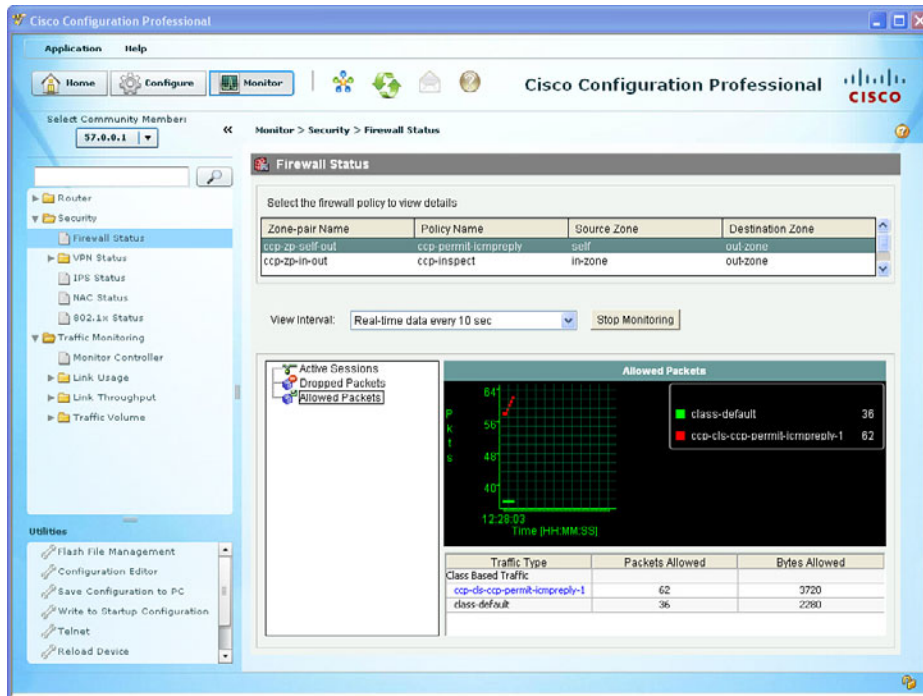 Cisco Configuration Professional
Application Help
Home Configure Monitor Cisco Configuration Professional CISCO
Select Community Member:
57.0.0.1
Monitor > Security > Firewall Status
Router
Security
Firewall Status
VPN Status
IPS Status
NAC Status
802.1x Status
Traffic Monitoring
Monitor Controller
Link Usage
Link Throughput
Traffic Volume
Utilities
Flash File Management
Configuration Editor
Save Configuration to PC
Write to Startup Configuration
Telnet
Reload Device
Firewall Status
Select the firewall policy to view details
Zone-pair Name Policy Name Source Zone Destination Zone
ccp-zp-self-out ccp-permit-icmpreply self out-zone
ccp-zp-in-out ccp-inspect in-zone out-zone
View Interval: Real-time data every 10 sec Stop Monitoring
Active Sessions
Dropped Packets
Allowed Packets
Allowed Packets
Pkts
64
56
48
40
12:28:03
Time [HH:MM:SS]
class-default 36
ccp-cls-ccp-permit-icmpreply-1 62
Traffic Type Packets Allowed Bytes Allowed
Class Based Traffic
ccp-cls-ccp-permit-icmpreply-1 62 3720
class-default 36 2280